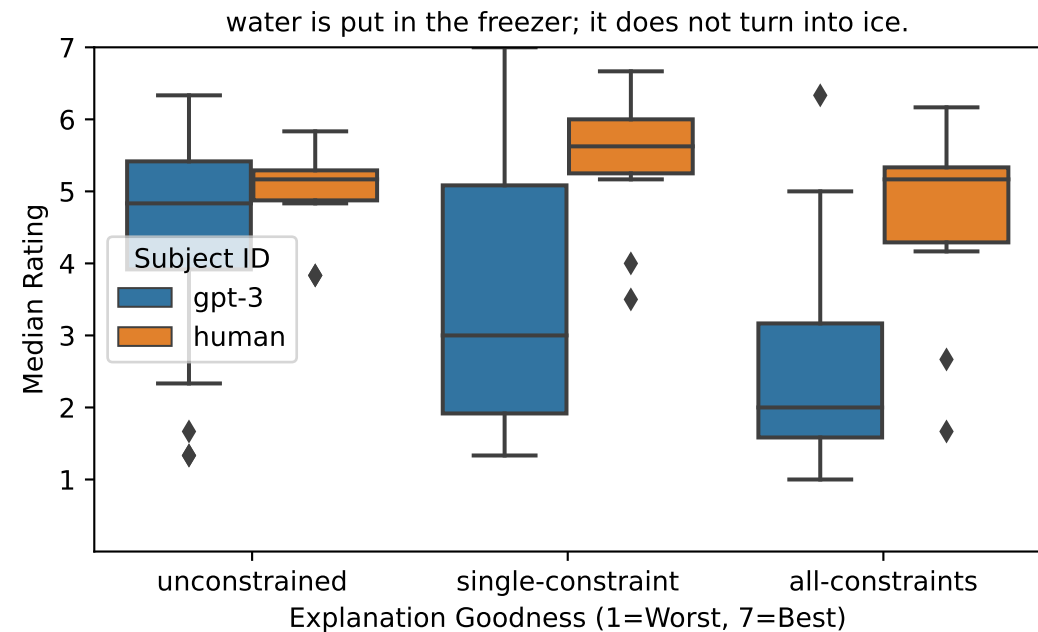 water is put in the freezer; it does not turn into ice.
Median Rating
7
6
5
4
3
2
1
Subject ID
gpt-3
human
unconstrained
single-constraint
all-constraints
Explanation Goodness (1=Worst, 7=Best)